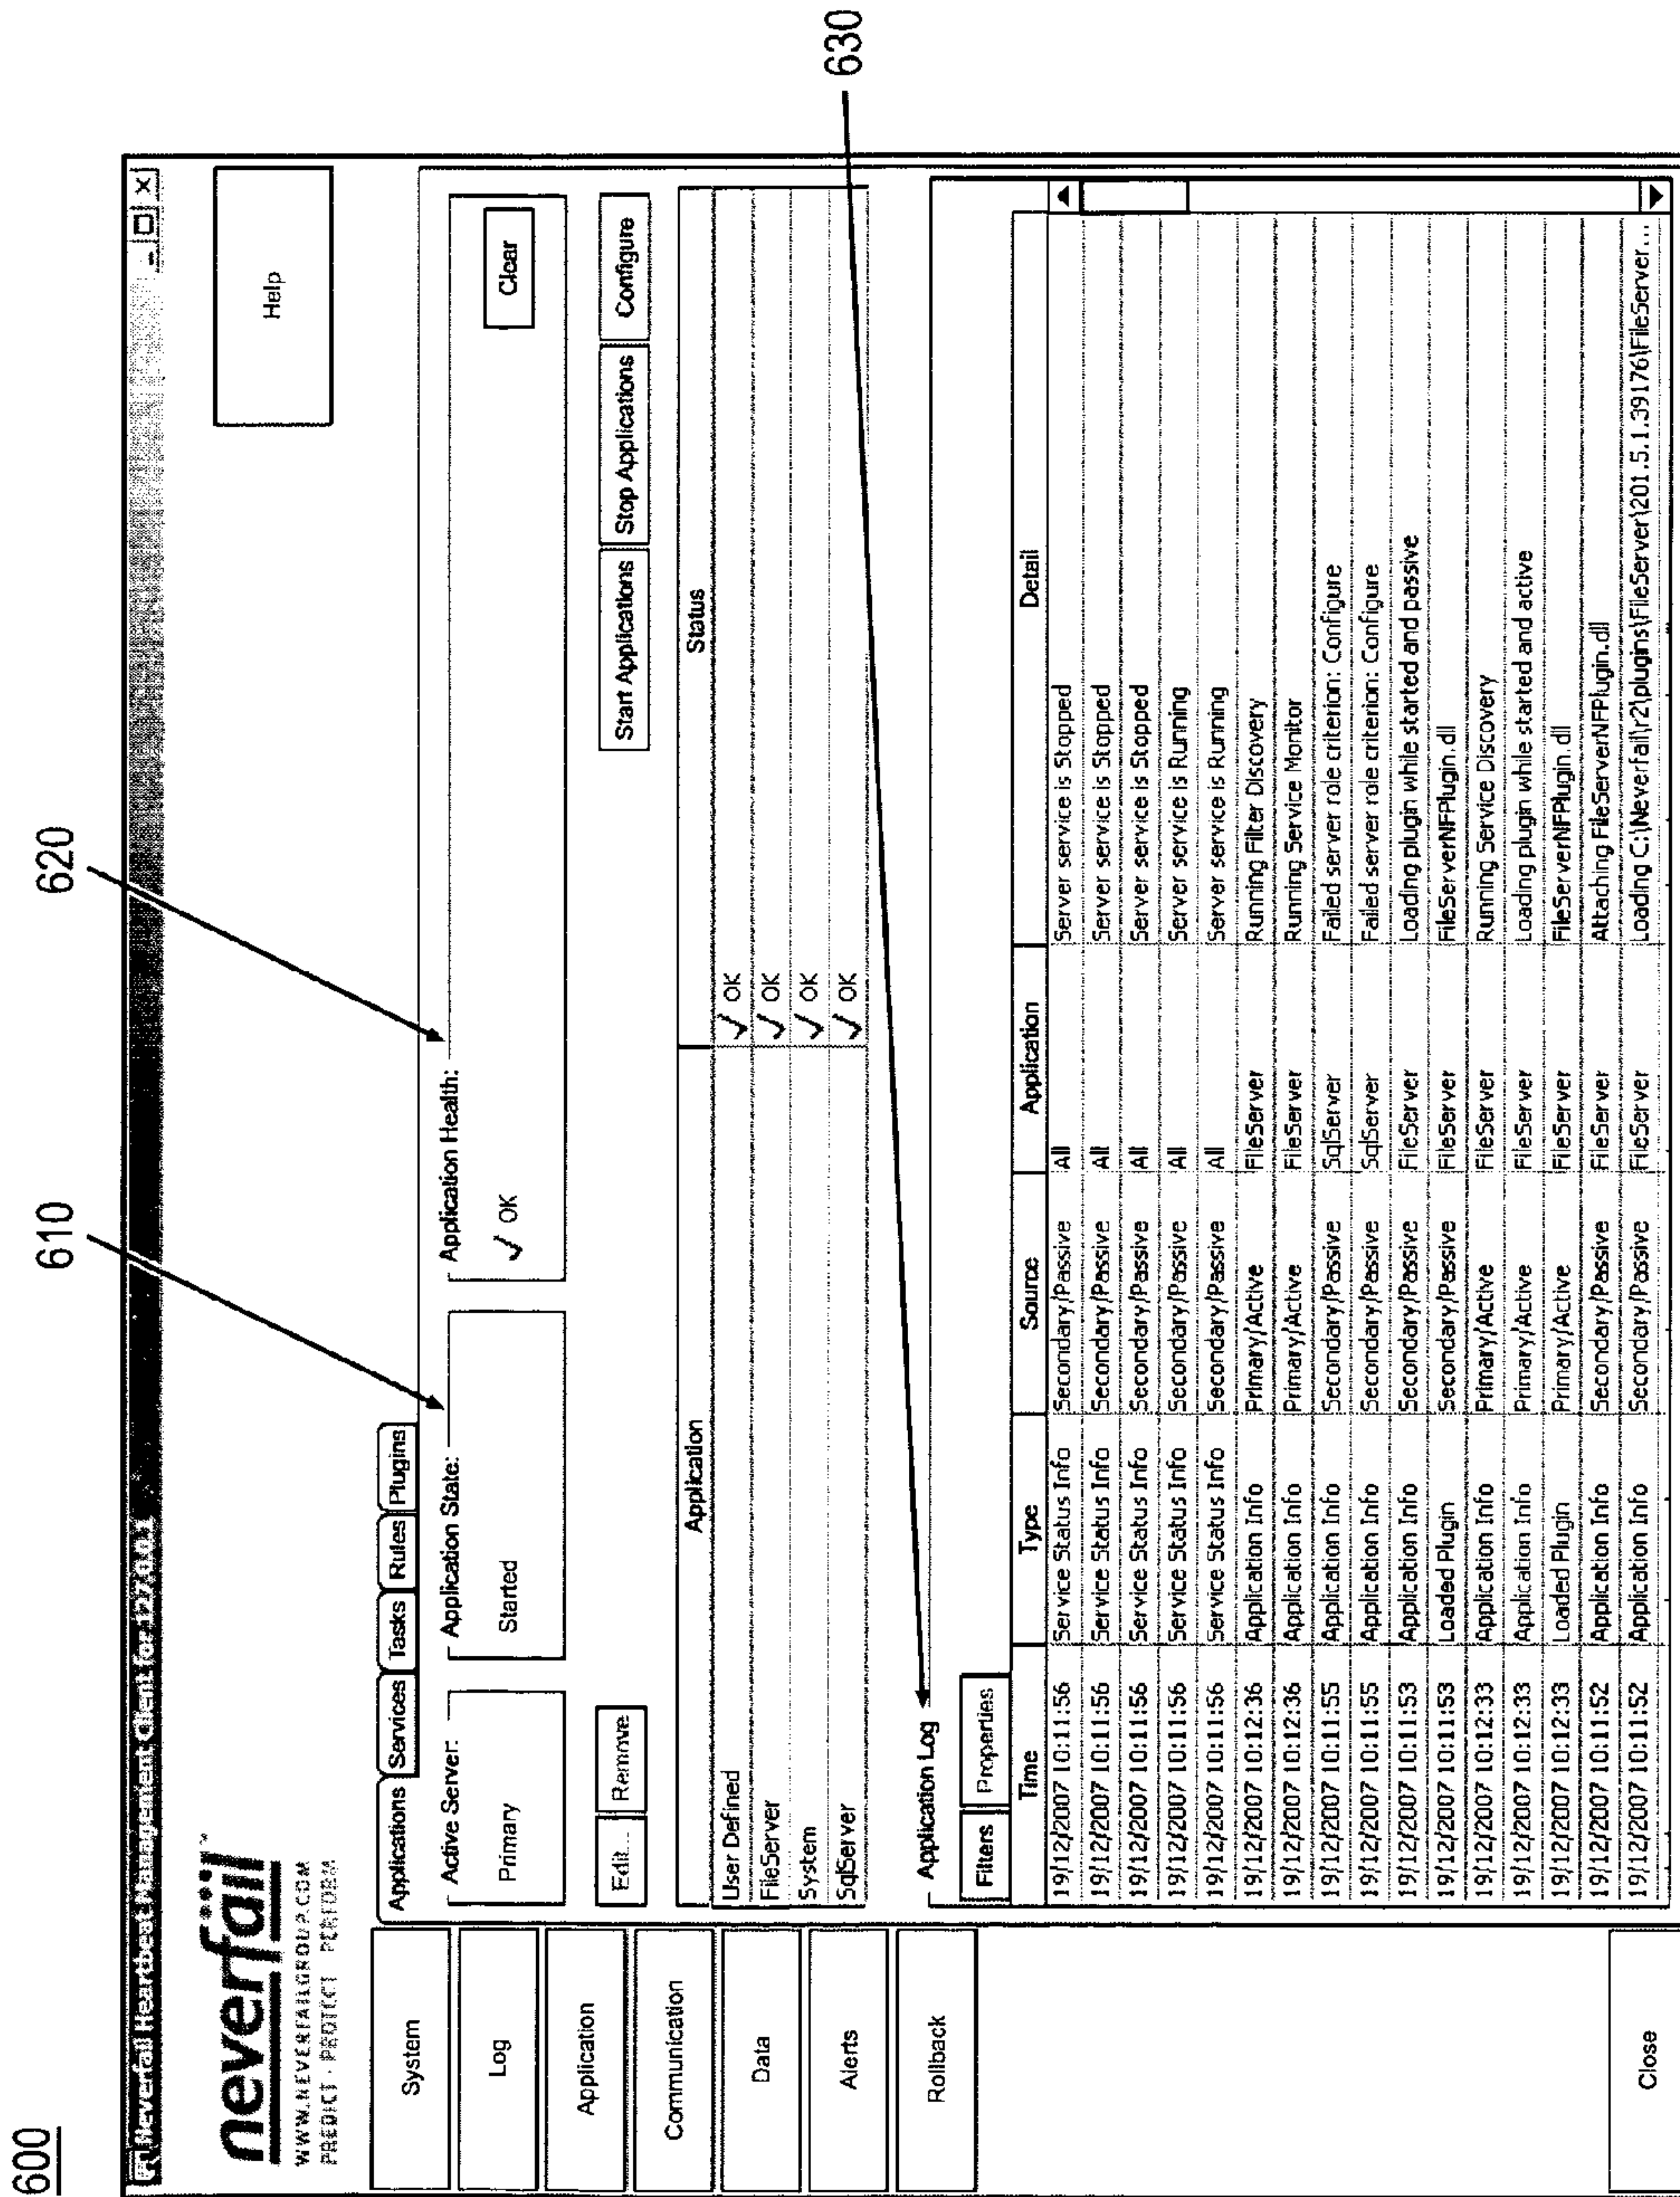 600
610
620
630
Neverfail Heartbeat Management Client for 127.0.0.1
neverfail™
WWW.NEVERFAILGROUP.COM
PREDICT · PROTECT · PERFORM
Help
System
Log
Application
Communication
Data
Alerts
Rollback
Close
Applications Services Tasks Rules Plugins
Active Server:
Primary
Application State:
Started
Application Health:
✓ OK
Clear
Edit... Remove
Start Applications Stop Applications Configure
Application Status
User Defined ✓ OK
FileServer ✓ OK
System ✓ OK
SqlServer ✓ OK
Application Log
Filters Properties
Time Type Source Application Detail
19/12/2007 10:11:56 Service Status Info Secondary/Passive All Server service is Stopped
19/12/2007 10:11:56 Service Status Info Secondary/Passive All Server service is Stopped
19/12/2007 10:11:56 Service Status Info Secondary/Passive All Server service is Stopped
19/12/2007 10:11:56 Service Status Info Secondary/Passive All Server service is Running
19/12/2007 10:11:56 Service Status Info Secondary/Passive All Server service is Running
19/12/2007 10:12:36 Application Info Primary/Active FileServer Running Filter Discovery
19/12/2007 10:12:36 Application Info Primary/Active FileServer Running Service Monitor
19/12/2007 10:11:55 Application Info Secondary/Passive SqlServer Failed server role criterion: Configure
19/12/2007 10:11:55 Application Info Secondary/Passive SqlServer Failed server role criterion: Configure
19/12/2007 10:11:53 Application Info Secondary/Passive FileServer Loading plugin while started and passive
19/12/2007 10:11:53 Loaded Plugin Secondary/Passive FileServer FileServerNFPlugin.dll
19/12/2007 10:12:33 Application Info Primary/Active FileServer Running Service Discovery
19/12/2007 10:12:33 Application Info Primary/Active FileServer Loading plugin while started and active
19/12/2007 10:12:33 Loaded Plugin Primary/Active FileServer FileServerNFPlugin.dll
19/12/2007 10:11:52 Application Info Secondary/Passive FileServer Attaching FileServerNFPlugin.dll
19/12/2007 10:11:52 Application Info Secondary/Passive FileServer Loading C:\Neverfail\r2\plugins\FileServer\201.5.1.39176\FileServer...